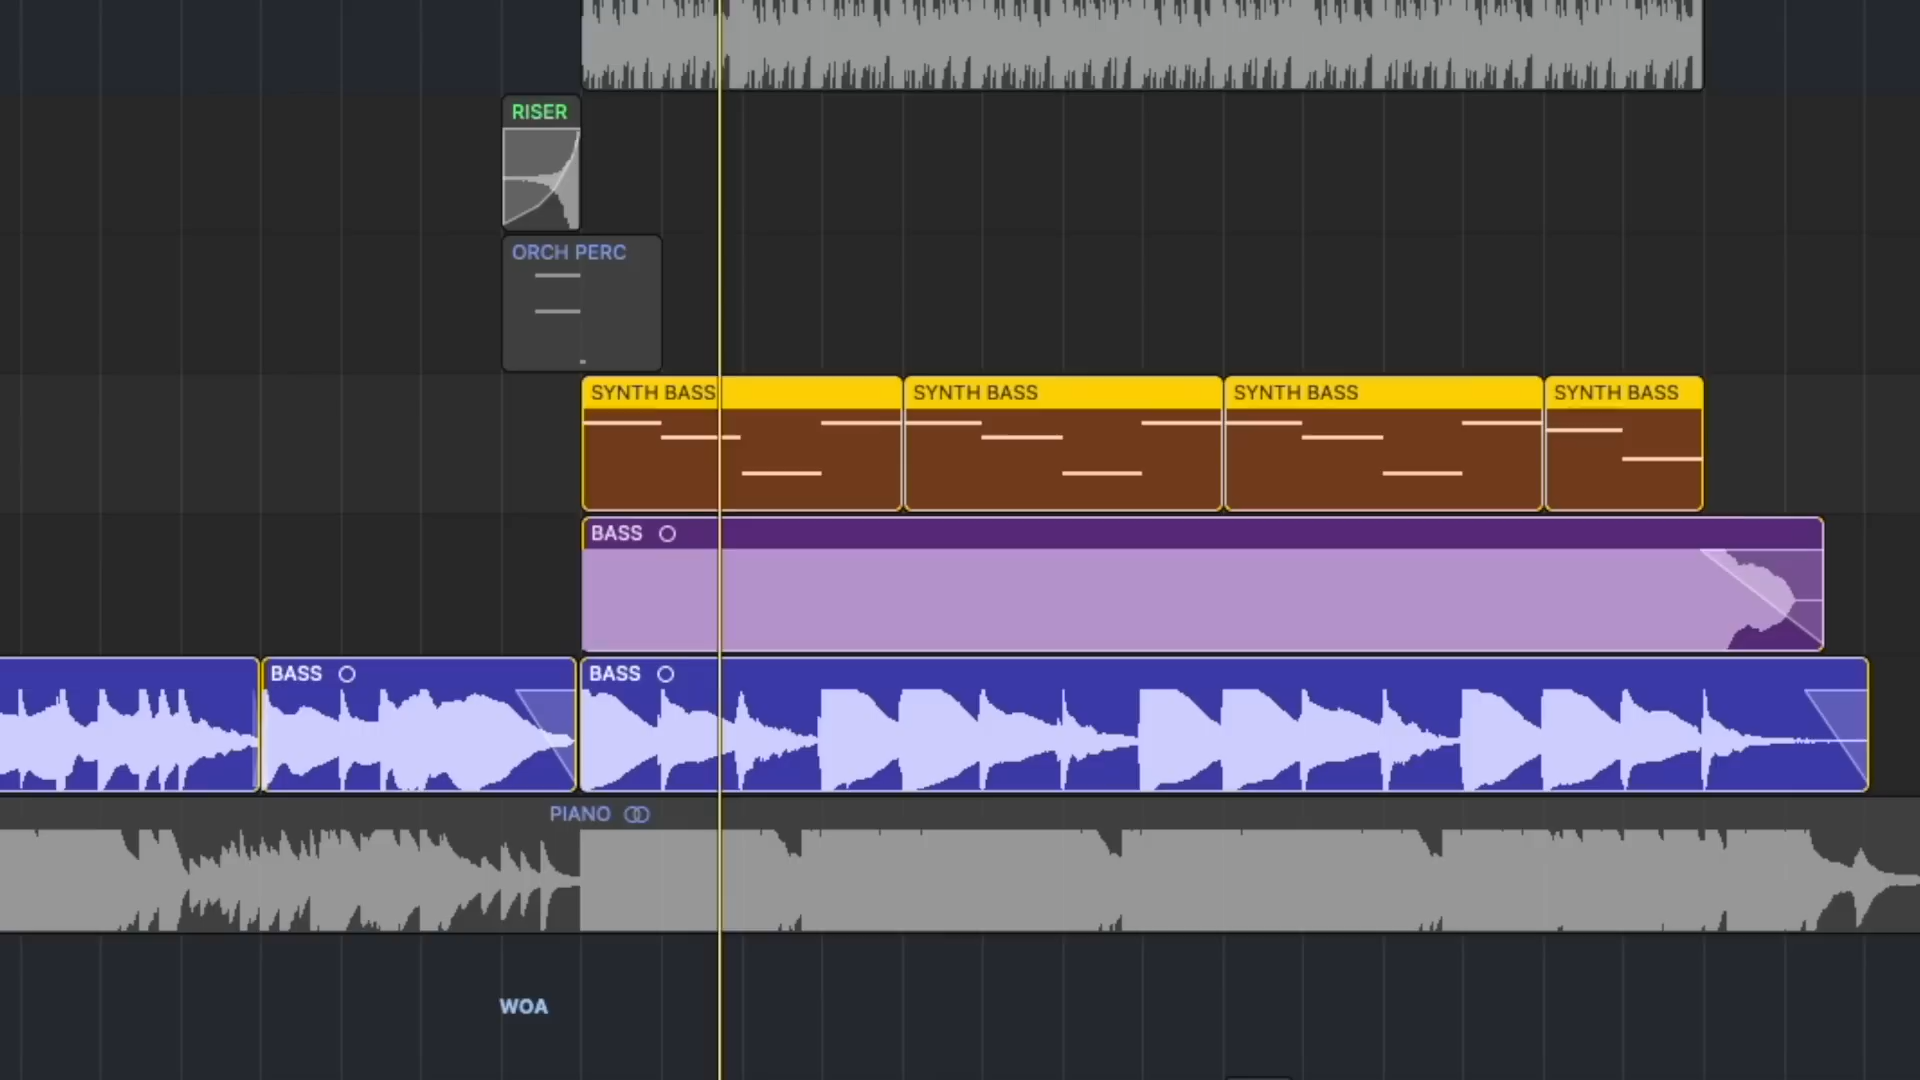 RISER
ORCH PERC
SYNTH BASS
SYNTH BASS
SYNTH BASS
SYNTH BASS
BASS
BASS
BASS
PIANO
WOA